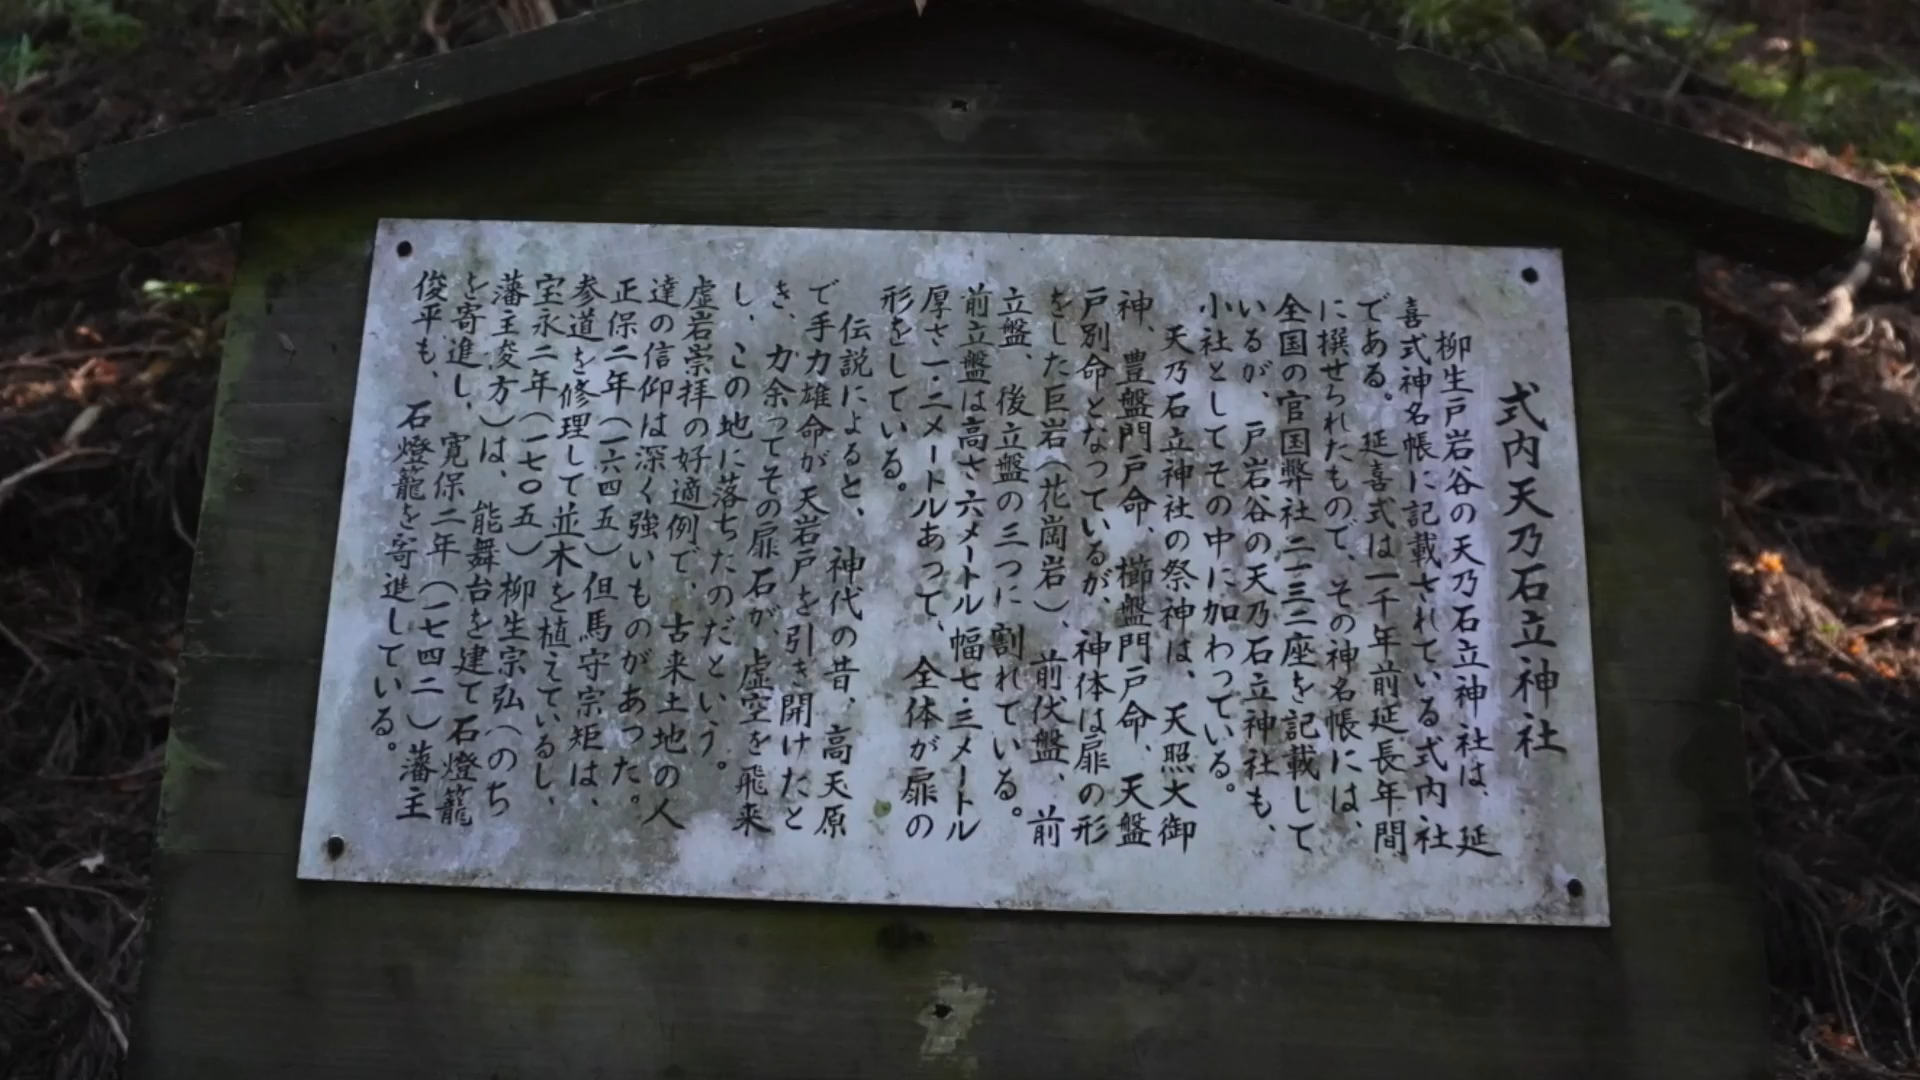 式内天乃石立神社
柳生戸岩谷の天乃石立神社は、延
喜式神名帳に記載されている式内社
である。延喜式は一千年前延長年間
に撰せられたもので、その神名帳には、
全国の官国弊社二三三座を記載して
いるが、戸岩谷の天乃石立神社も、
小社としてその中に加わっている。
天乃石立神社の祭神は、天照大御
神、豊盤門戸命、櫛盤門戸命、天盤
戸別命となっているが、神体は扉の形
をした巨岩(花崗岩)、前伏盤、前
立盤、後立盤の三つに割れている。
前立盤は高さ六メートル幅七・三メートル
厚さ一・二メートルあって、全体が扉の
形をしている。
伝説によると、神代の昔、高天原
で手力雄命が天岩戸を引き開けたと
き、力余ってその扉石が、虚空を飛来
し、この地に落ちたのだという。
虚岩崇拝の好適例で、古来土地の人
達の信仰は深く強いものがあった。
正保二年(一六四五)但馬守宗矩は、
参道を修理して並木を植えているし、
宝永二年(一七〇五)柳生宗弘(のち
藩主俊方)は、能舞台を建て石燈籠
を寄進し、寛保二年(一七四二)藩主
俊平も、石燈籠を寄進している。